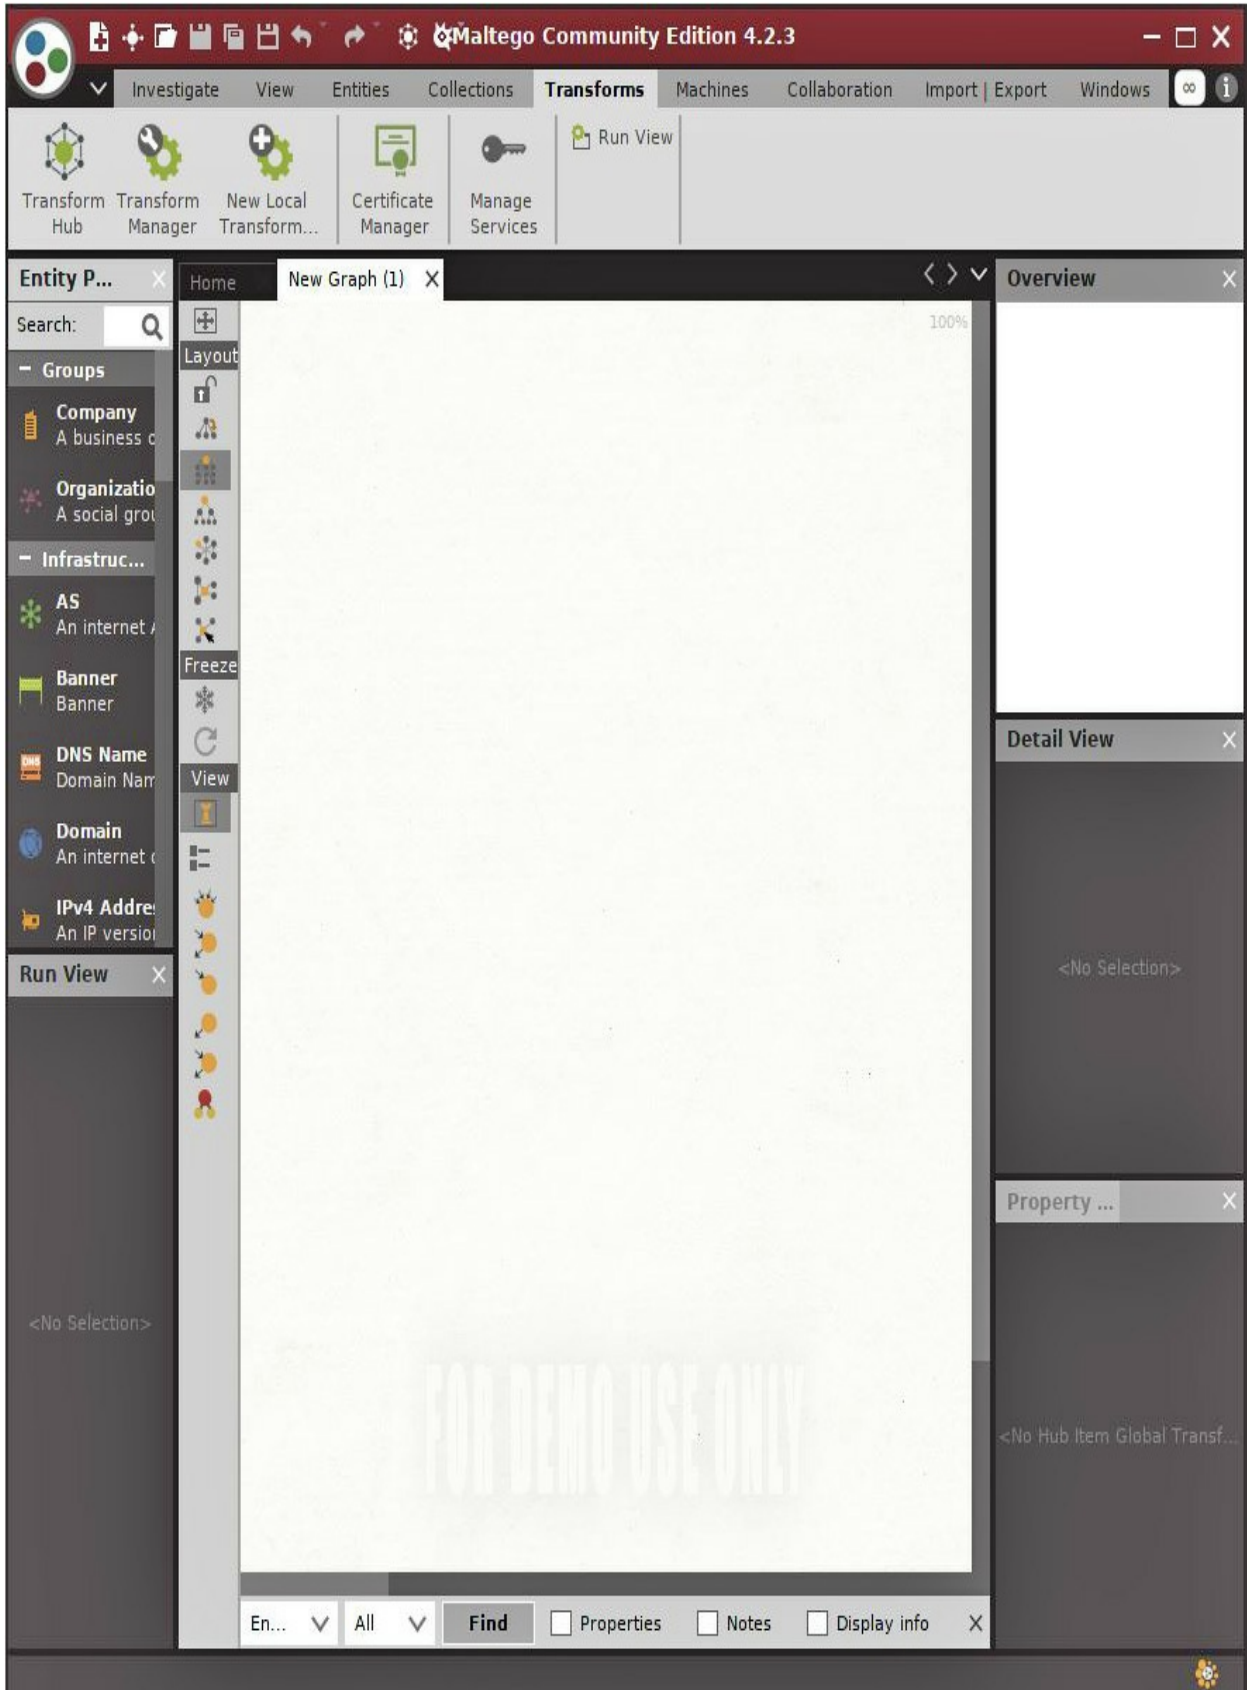 Maltego Community Edition 4.2.3
Investigate View Entities Collections Transforms Machines Collaboration Import | Export Windows
Run View
Transform Hub
Transform Manager
New Local Transform...
Certificate Manager
Manage Services
Entity P...
Home
New Graph (1)
Overview
Search:
100%
Layout
Groups
Company
A business
Organizatio
A social grou
Infrastruc...
AS
An internet
Freeze
Banner
Banner
DNS Name
Domain Nam
DNS
View
Domain
An internet
IPv4 Addre
An IP version
Detail View
<No Selection>
Run View
<No Selection>
Property ...
<No Hub Item Global Transf...
FOR DEMO USE ONLY
En... All Find Properties Notes Display info